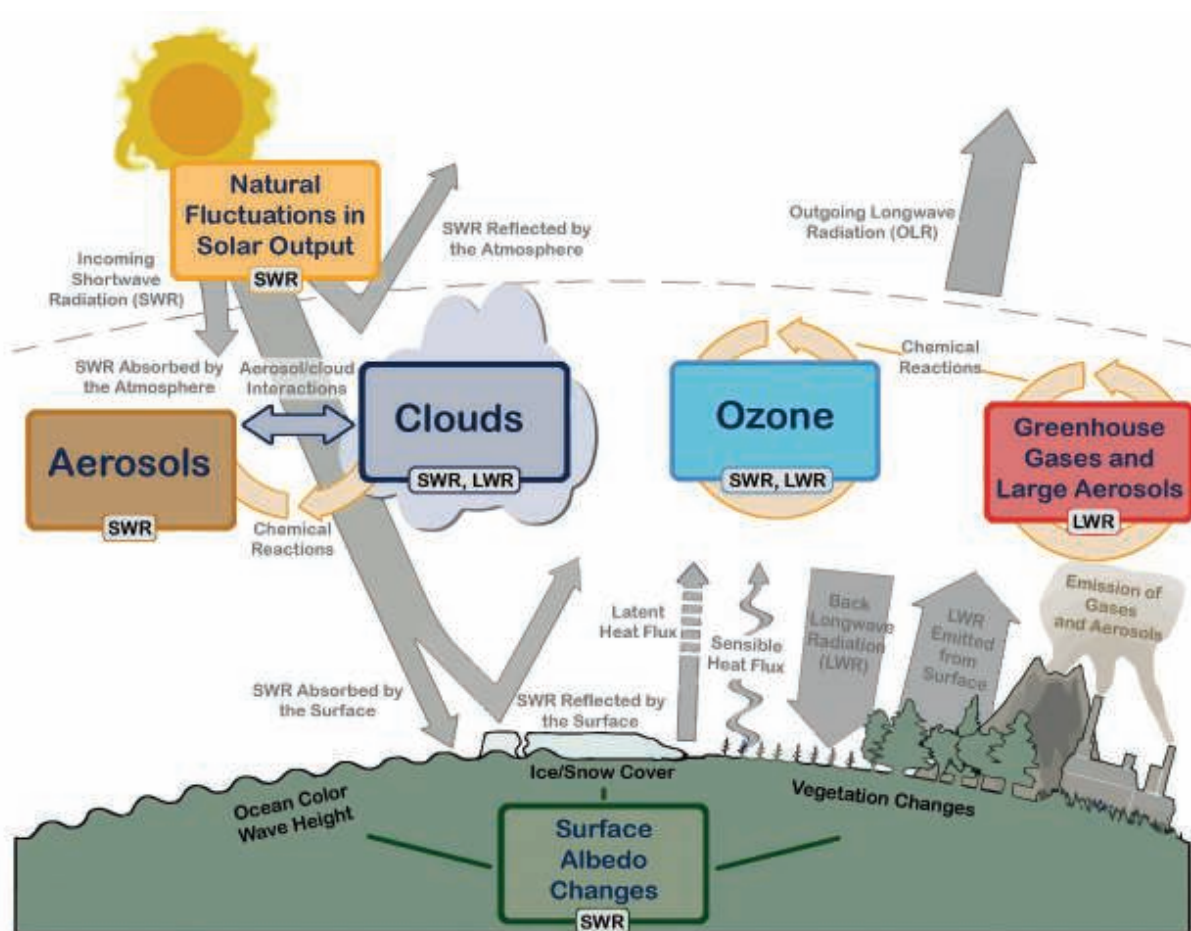 Natural
Fluctuations in
Solar Output
SWR
Incoming
Shortwave
Radiation (SWR)
SWR Reflected by
the Atmosphere
Outgoing Longwave
Radiation (OLR)
SWR Absorbed by
the Atmosphere
Aerosol/cloud
Interactions
Chemical
Reactions
Aerosols
SWR
Clouds
SWR, LWR
Ozone
SWR, LWR
Greenhouse
Gases and
Large Aerosols
LWR
Chemical
Reactions
Latent
Heat Flux
Sensible
Heat Flux
Back
Longwave
Radiation
(LWR)
LWR
Emitted
from
Surface
Emission of
Gases
and Aerosols
SWR Absorbed by
the Surface
SWR Reflected by
the Surface
Ice/Snow Cover
Ocean Color
Wave Height
Vegetation Changes
Surface
Albedo
Changes
SWR